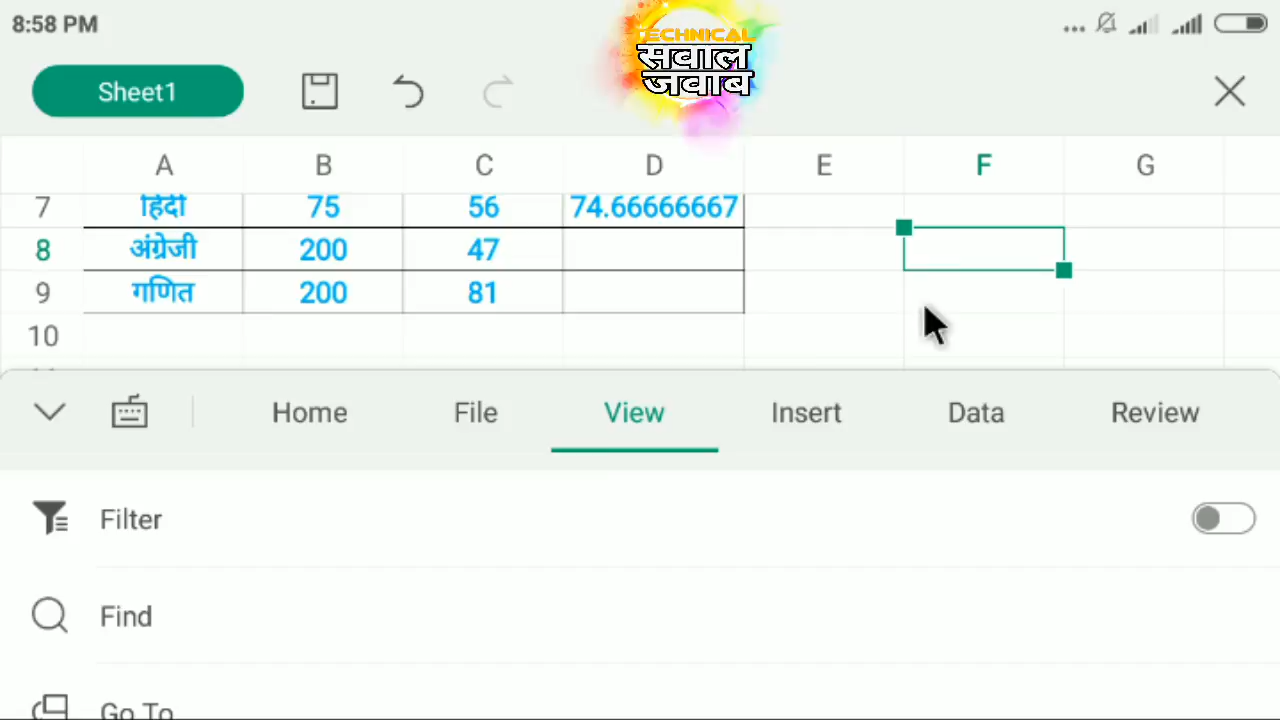 8:58 PM
TECHNICAL
सवाल
जवाब
Sheet1
A B C D E F G
7 हिंदी 75 56 74.66666667
8 अंग्रेजी 200 47
9 गणित 200 81
10
Home File View Insert Data Review
Filter
Find
Go To